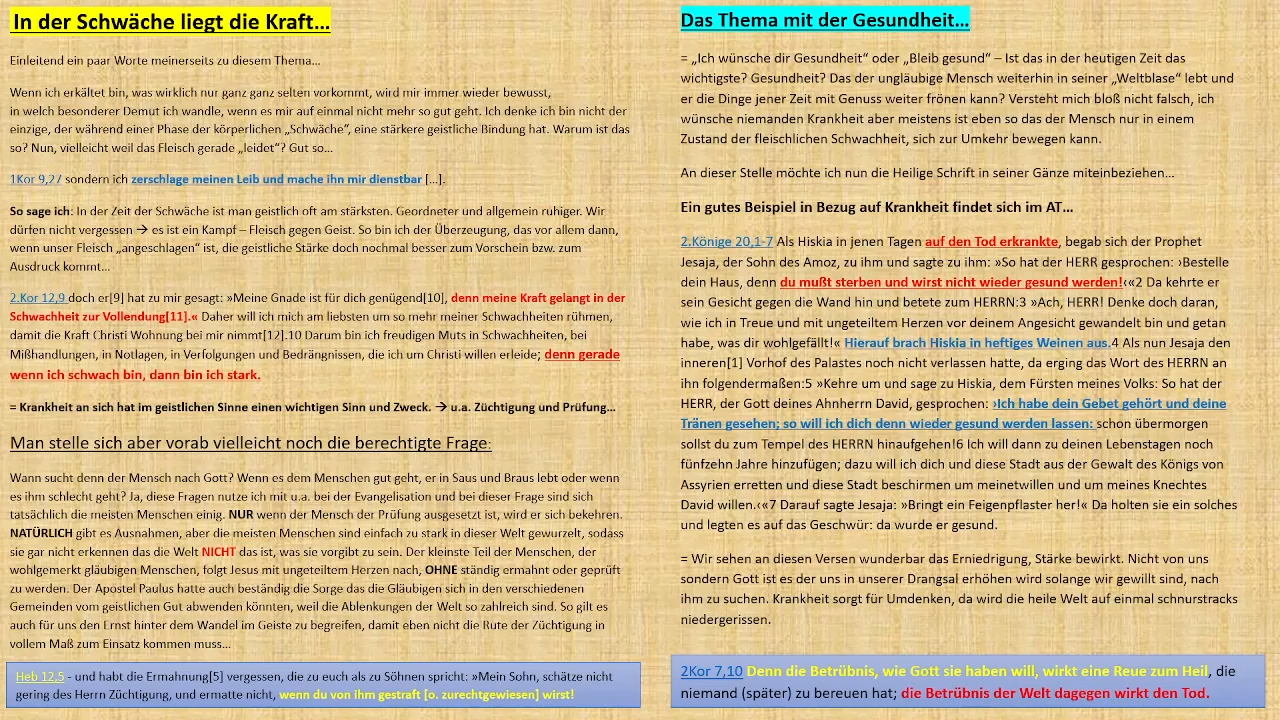 In der Schwäche liegt die Kraft…
Einleitend ein paar Worte meinerseits zu diesem Thema…
Wenn ich erkältet bin, was wirklich nur ganz ganz selten vorkommt, wird mir immer wieder bewusst,
in welch besonderer Demut ich wandle, wenn es mir auf einmal nicht mehr so gut geht. Ich denke ich bin nicht der
einzige, der während einer Phase der körperlichen „Schwäche“, eine stärkere geistliche Bindung hat. Warum ist das
so? Nun, vielleicht weil das Fleisch gerade „leidet“? Gut so…
1Kor 9,27 sondern ich zerschlage meinen Leib und mache ihn mir dienstbar […].
So sage ich: In der Zeit der Schwäche ist man geistlich oft am stärksten. Geordneter und allgemein ruhiger. Wir
dürfen nicht vergessen → es ist ein Kampf – Fleisch gegen Geist. So bin ich der Überzeugung, das vor allem dann,
wenn unser Fleisch „angeschlagen“ ist, die geistliche Stärke doch nochmal besser zum Vorschein bzw. zum
Ausdruck kommt…
2.Kor 12,9 doch er[9] hat zu mir gesagt: »Meine Gnade ist für dich genügend[10], denn meine Kraft gelangt in der
Schwachheit zur Vollendung[11].« Daher will ich mich am liebsten um so mehr meiner Schwachheiten rühmen,
damit die Kraft Christi Wohnung bei mir nimmt[12].10 Darum bin ich freudigen Muts in Schwachheiten, bei
Mißhandlungen, in Notlagen, in Verfolgungen und Bedrängnissen, die ich um Christi willen erleide; denn gerade
wenn ich schwach bin, dann bin ich stark.
= Krankheit an sich hat im geistlichen Sinne einen wichtigen Sinn und Zweck. → u.a. Züchtigung und Prüfung…
Man stelle sich aber vorab vielleicht noch die berechtigte Frage:
Wann sucht denn der Mensch nach Gott? Wenn es dem Menschen gut geht, er in Saus und Braus lebt oder wenn
es ihm schlecht geht? Ja, diese Fragen nutze ich mit u.a. bei der Evangelisation und bei dieser Frage sind sich
tatsächlich die meisten Menschen einig. NUR wenn der Mensch der Prüfung ausgesetzt ist, wird er sich bekehren.
NATÜRLICH gibt es Ausnahmen, aber die meisten Menschen sind einfach zu stark in dieser Welt gewurzelt, sodass
sie gar nicht erkennen das die Welt NICHT das ist, was sie vorgibt zu sein. Der kleinste Teil der Menschen, der
wohlgemerkt gläubigen Menschen, folgt Jesus mit ungeteiltem Herzen nach, OHNE ständig ermahnt oder geprüft
zu werden. Der Apostel Paulus hatte auch beständig die Sorge das die Gläubigen sich in den verschiedenen
Gemeinden vom geistlichen Gut abwenden könnten, weil die Ablenkungen der Welt so zahlreich sind. So gilt es
auch für uns den Ernst hinter dem Wandel im Geiste zu begreifen, damit eben nicht die Rute der Züchtigung in
vollem Maß zum Einsatz kommen muss…
Heb 12,5 - und habt die Ermahnung[5] vergessen, die zu euch als zu Söhnen spricht: »Mein Sohn, schätze nicht
gering des Herrn Züchtigung, und ermatte nicht, wenn du von ihm gestraft [o. zurechtgewiesen] wirst!
Das Thema mit der Gesundheit…
= „Ich wünsche dir Gesundheit“ oder „Bleib gesund“ – Ist das in der heutigen Zeit das
wichtigste? Gesundheit? Das der ungläubige Mensch weiterhin in seiner „Weltblase“ lebt und
er die Dinge jener Zeit mit Genuss weiter frönen kann? Versteht mich bloß nicht falsch, ich
wünsche niemanden Krankheit aber meistens ist eben so das der Mensch nur in einem
Zustand der fleischlichen Schwachheit, sich zur Umkehr bewegen kann.
An dieser Stelle möchte ich nun die Heilige Schrift in seiner Gänze miteinbeziehen…
Ein gutes Beispiel in Bezug auf Krankheit findet sich im AT…
2.Könige 20,1-7 Als Hiskia in jenen Tagen auf den Tod erkrankte, begab sich der Prophet
Jesaja, der Sohn des Amoz, zu ihm und sagte zu ihm: »So hat der HERR gesprochen: ›Bestelle
dein Haus, denn du mußt sterben und wirst nicht wieder gesund werden!‹«2 Da kehrte er
sein Gesicht gegen die Wand hin und betete zum HERRN:3 »Ach, HERR! Denke doch daran,
wie ich in Treue und mit ungeteiltem Herzen vor deinem Angesicht gewandelt bin und getan
habe, was dir wohlgefällt!« Hierauf brach Hiskia in heftiges Weinen aus.4 Als nun Jesaja den
inneren[1] Vorhof des Palastes noch nicht verlassen hatte, da erging das Wort des HERRN an
ihn folgendermaßen:5 »Kehre um und sage zu Hiskia, dem Fürsten meines Volks: So hat der
HERR, der Gott deines Ahnherrn David, gesprochen: ›Ich habe dein Gebet gehört und deine
Tränen gesehen; so will ich dich denn wieder gesund werden lassen: schon übermorgen
sollst du zum Tempel des HERRN hinaufgehen!6 Ich will dann zu deinen Lebenstagen noch
fünfzehn Jahre hinzufügen; dazu will ich dich und diese Stadt aus der Gewalt des Königs von
Assyrien erretten und diese Stadt beschirmen um meinetwillen und um meines Knechtes
David willen.‹«7 Darauf sagte Jesaja: »Bringt ein Feigenpflaster her!« Da holten sie ein solches
und legten es auf das Geschwür: da wurde er gesund.
= Wir sehen an diesen Versen wunderbar das Erniedrigung, Stärke bewirkt. Nicht von uns
sondern Gott ist es der uns in unserer Drangsal erhöhen wird solange wir gewillt sind, nach
ihm zu suchen. Krankheit sorgt für Umdenken, da wird die heile Welt auf einmal schnurstracks
niedergerissen.
2Kor 7,10 Denn die Betrübnis, wie Gott sie haben will, wirkt eine Reue zum Heil, die
niemand (später) zu bereuen hat; die Betrübnis der Welt dagegen wirkt den Tod.